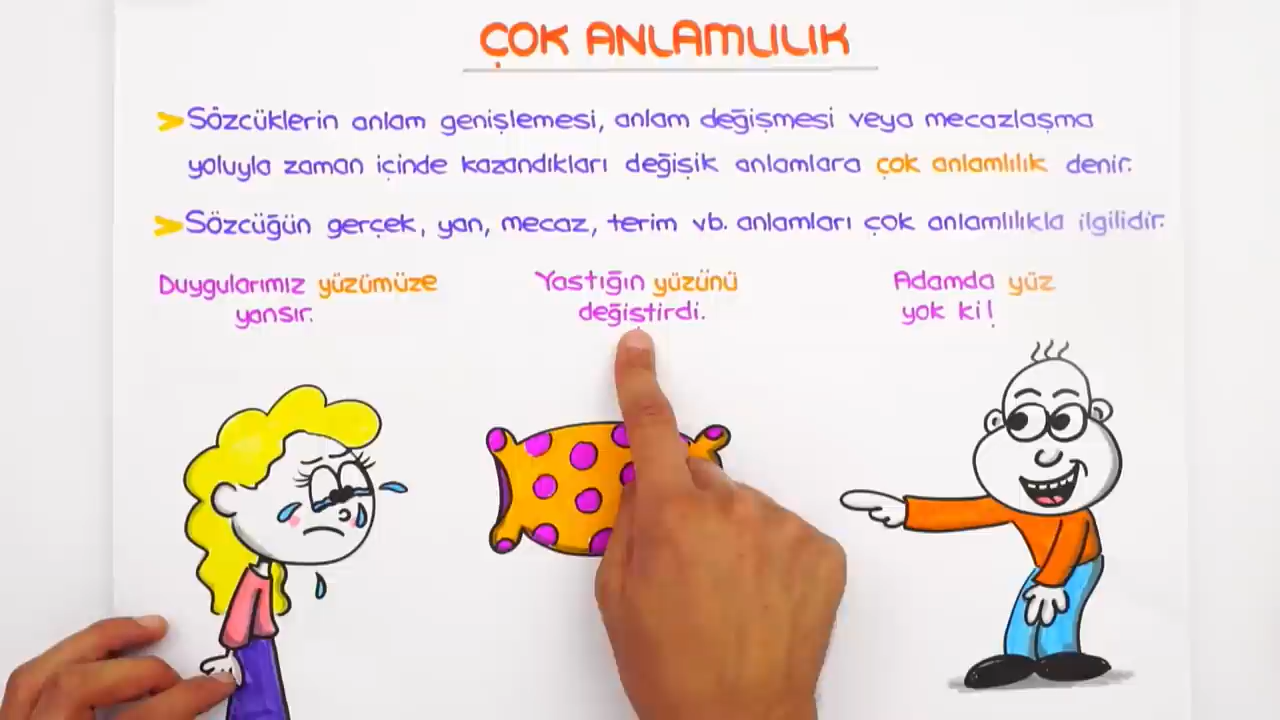 ÇOK ANLAMLILIK
➤ Sözcüklerin anlam genişlemesi, anlam değişmesi veya mecazlaşma
yoluyla zaman içinde kazandıkları değişik anlamlara çok anlamlılık denir.
➤ Sözcüğün gerçek, yan, mecaz, terim vb. anlamları çok anlamlılıkla ilgilidir.
Duygularımız yüzümüze
yansır.
Yastığın yüzünü
değiştirdi.
Adamda yüz
yok ki!